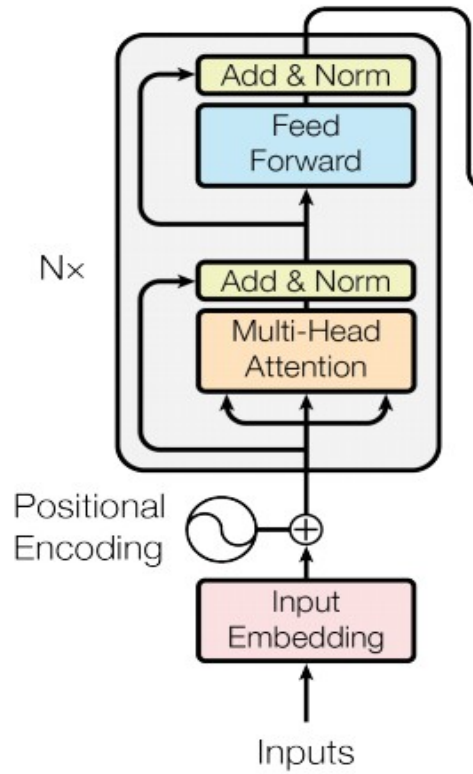 Add & Norm
Feed
Forward
Nx
Add & Norm
Multi-Head
Attention
Positional
Encoding
Input
Embedding
Inputs